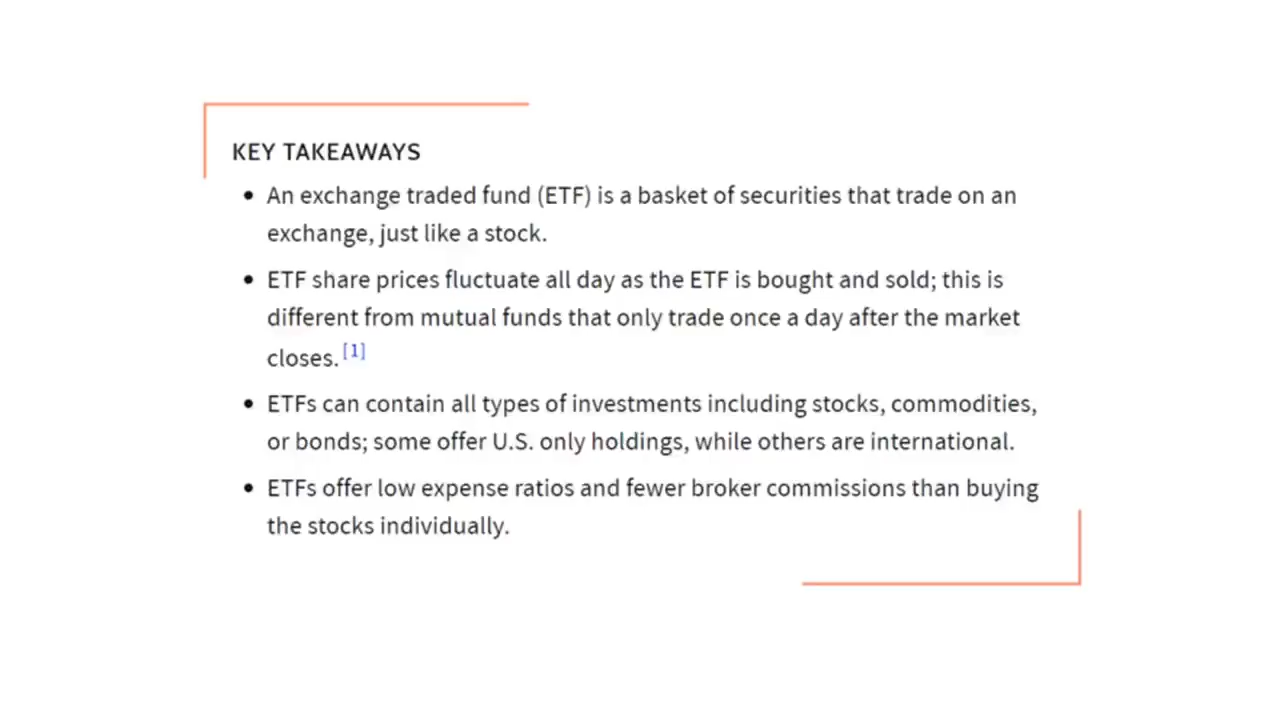 KEY TAKEAWAYS
• An exchange traded fund (ETF) is a basket of securities that trade on an
exchange, just like a stock.
• ETF share prices fluctuate all day as the ETF is bought and sold; this is
different from mutual funds that only trade once a day after the market
closes. [1]
• ETFs can contain all types of investments including stocks, commodities,
or bonds; some offer U.S. only holdings, while others are international.
• ETFs offer low expense ratios and fewer broker commissions than buying
the stocks individually.